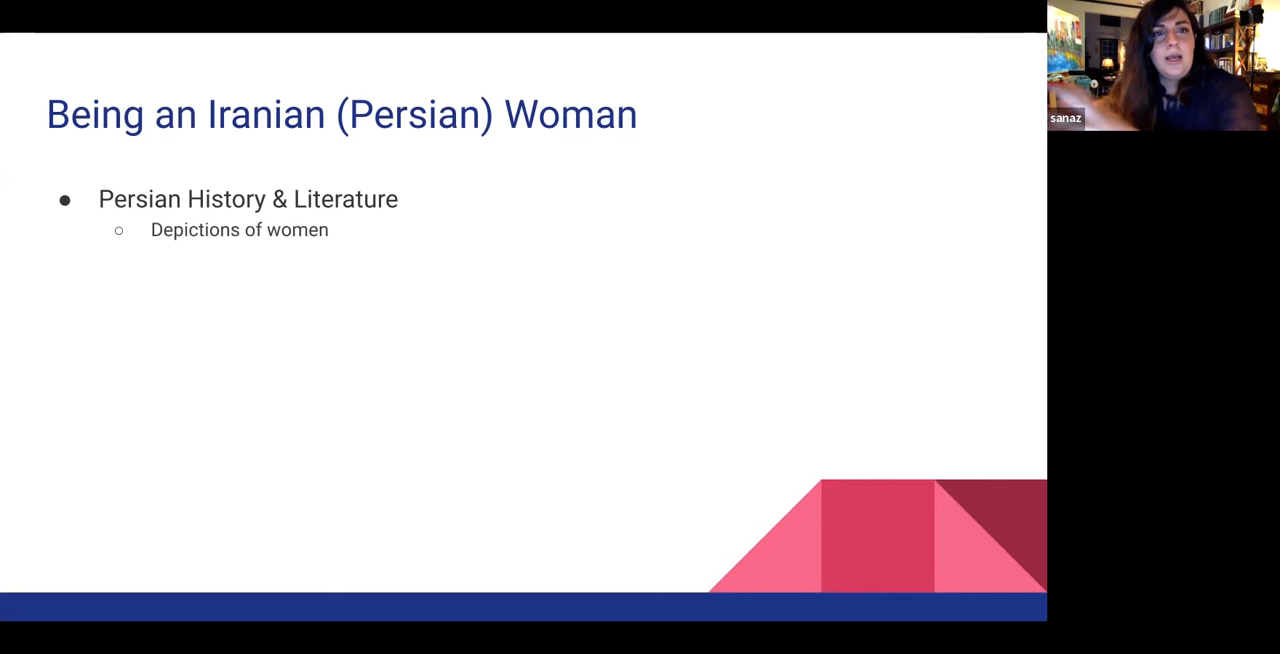 Being an Iranian (Persian) Woman
● Persian History & Literature
○ Depictions of women
sanaz